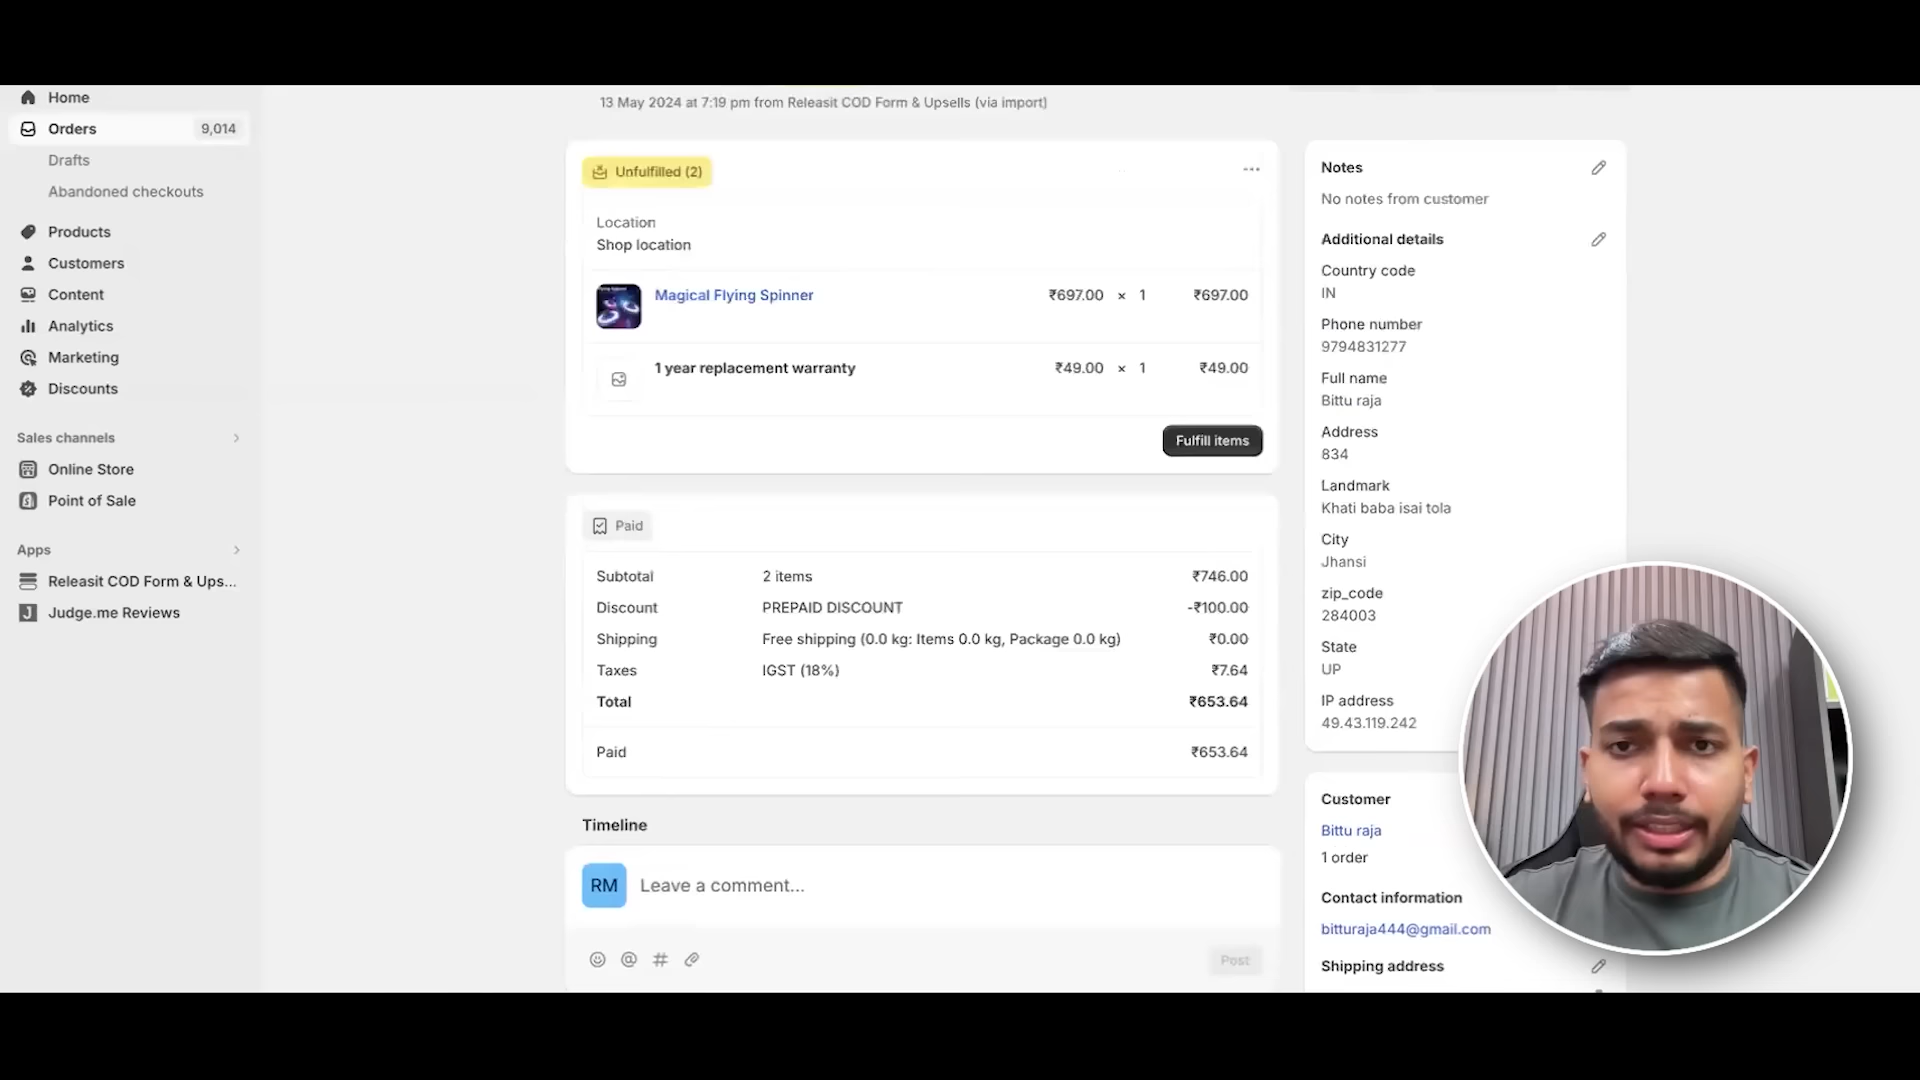 Home
Orders 9,014
Drafts
Abandoned checkouts
Products
Customers
Content
Analytics
Marketing
Discounts
Sales channels
Online Store
Point of Sale
Apps
Releasit COD Form & Ups...
Judge.me Reviews
13 May 2024 at 7:19 pm from Releasit COD Form & Upsells (via import)
Unfulfilled (2)
Location
Shop location
Magical Flying Spinner ₹697.00 × 1 ₹697.00
1 year replacement warranty ₹49.00 × 1 ₹49.00
Fulfill items
Paid
Subtotal 2 items ₹746.00
Discount PREPAID DISCOUNT -₹100.00
Shipping Free shipping (0.0 kg: Items 0.0 kg, Package 0.0 kg) ₹0.00
Taxes IGST (18%) ₹7.64
Total ₹653.64
Paid ₹653.64
Timeline
RM Leave a comment...
Post
Notes
No notes from customer
Additional details
Country code
IN
Phone number
9794831277
Full name
Bittu raja
Address
834
Landmark
Khati baba isai tola
City
Jhansi
zip_code
284003
State
UP
IP address
49.43.119.242
Customer
Bittu raja
1 order
Contact information
bitturaja444@gmail.com
Shipping address